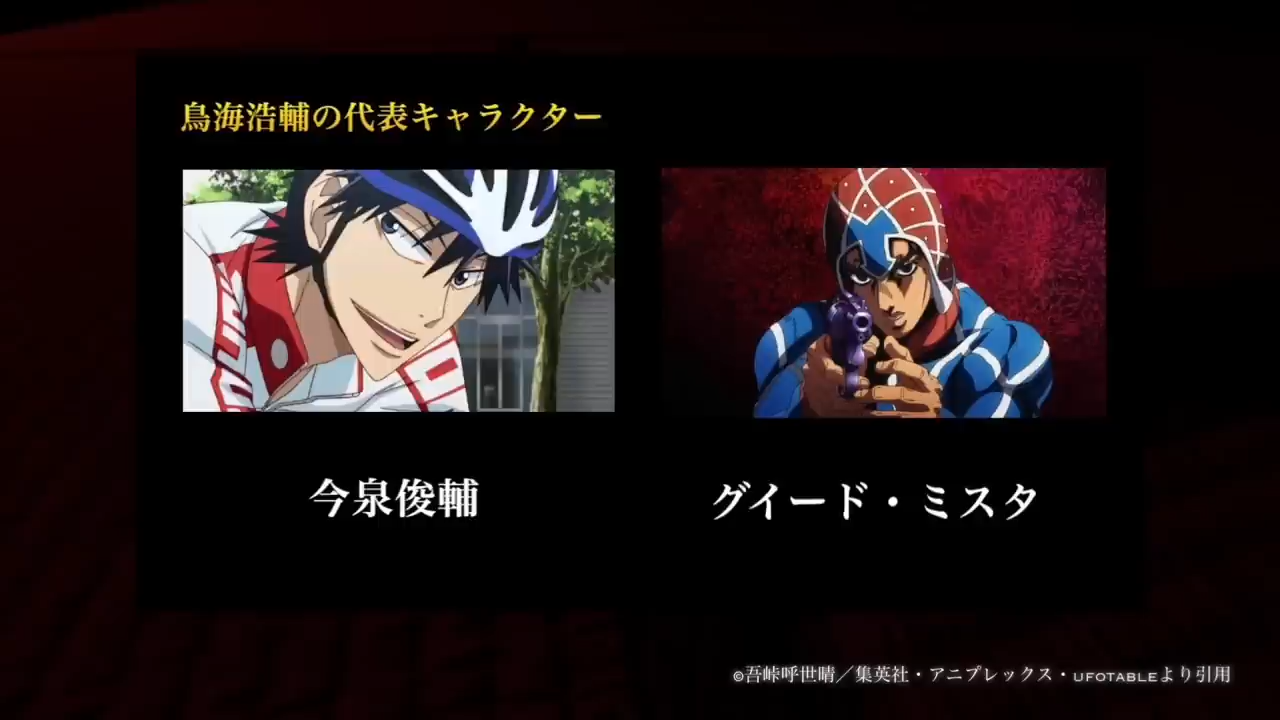 鳥海浩輔の代表キャラクター
今泉俊輔
グイード・ミスタ
©吾峠呼世晴／集英社・アニプレックス・UFOTABLEより引用